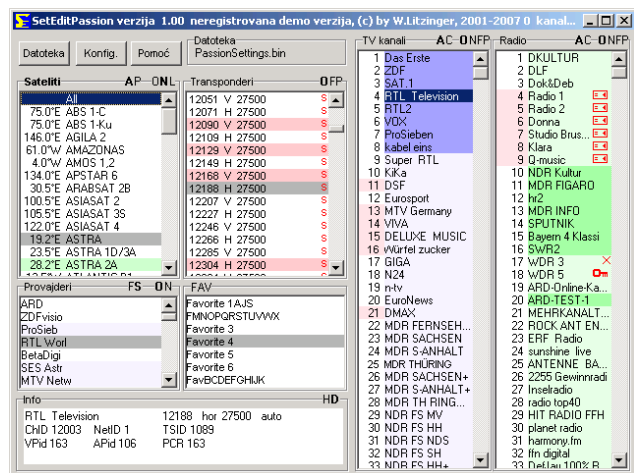 SetEditPassion verzija 1.00 neregistrovana demo verzija, (c) by W.Litzinger, 2001-2007 0 kanal...
Datoteka
Konfig.
Pomoć
Datoteka
PassionSettings.bin
Sateliti AP ONL
All
75.0°E ABS 1-C
75.0°E ABS 1-Ku
146.0°E AGILA 2
61.0°W AMAZONAS
4.0°W AMOS 1,2
134.0°E APSTAR 6
30.5°E ARABSAT 2B
100.5°E ASIASAT 2
105.5°E ASIASAT 3S
122.0°E ASIASAT 4
19.2°E ASTRA
23.5°E ASTRA 1D/3A
28.2°E ASTRA 2A
Transponderi OFP
12051 V 27500 S
12071 H 27500 S
12090 V 27500 S
12109 H 27500 S
12129 V 27500 S
12149 H 27500 S
12168 V 27500 S
12188 H 27500 S
12207 V 27500 S
12227 H 27500 S
12246 V 27500 S
12266 H 27500 S
12285 V 27500 S
12304 H 27500 S
Provajderi FS ON
ARD
ZDFvisio
ProSieb
RTL Worl
BetaDigi
SES Astr
MTV Netw
FAV
Favorite 1AJS
FMNOPQRSTUVWX
Favorite 3
Favorite 4
Favorite 5
Favorite 6
FavBCDEFGHIJK
Info HD
RTL Television 12188 hor 27500 auto
ChID 12003 NetID 1 TSID 1089
VPid 163 APid 106 PCR 163
TV kanali AC ONFP
1 Das Erste
2 ZDF
3 SAT.1
4 RTL Television
5 RTL2
6 VOX
7 ProSieben
8 kabel eins
9 Super RTL
10 KiKa
11 DSF
12 Eurosport
13 MTV Germany
14 VIVA
15 DELUXE MUSIC
16 Würfel zucker
17 GIGA
18 N24
19 n-tv
20 EuroNews
21 DMAX
22 MDR FERNSEH...
23 MDR SACHSEN
24 MDR S-ANHALT
25 MDR THÜRING
26 MDR SACHSEN+
27 MDR S-ANHALT+
28 MDR TH RING...
29 NDR FS MV
30 NDR FS HH
31 NDR FS NDS
32 NDR FS SH
33 NDR FS HH+
Radio AC ONFP
1 DKULTUR
2 DLF
3 Dok&Deb
4 Radio 1
5 Radio 2
6 Donna
7 Studio Brus...
8 Klara
9 Q-music
10 NDR Kultur
11 MDR FIGARO
12 hr2
13 MDR INFO
14 SPUTNIK
15 Bayern 4 Klassi
16 SWR2
17 WDR 3
18 WDR 5
19 ARD-Online-Ka...
20 ARD-TEST-1
21 MEHRKANALT...
22 ROCK ANT EN...
23 ERF Radio
24 sunshine live
25 ANTENNE BA...
26 2255 Gewinnradi
27 Inselradio
28 radio top40
29 HIT RADIO FFH
30 planet radio
31 harmony.fm
32 ffn digital